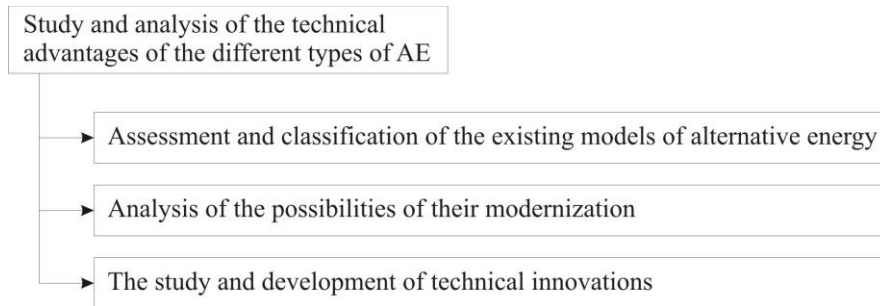 Study and analysis of the technical
advantages of the different types of AE
Assessment and classification of the existing models of alternative energy
Analysis of the possibilities of their modernization
The study and development of technical innovations